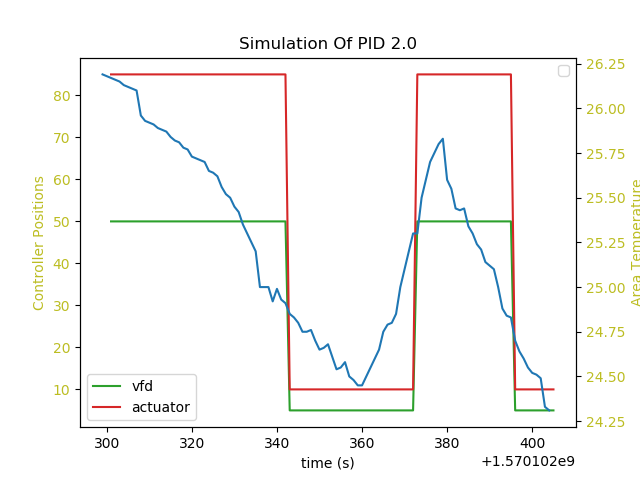 Simulation Of PID 2.0
Controller Positions
80
70
60
50
40
30
20
10
26.25
26.00
25.75
25.50
25.25
25.00
24.75
24.50
24.25
Area Temperature
vfd
actuator
300 320 340 360 380 400
time (s)
+1.570102e9